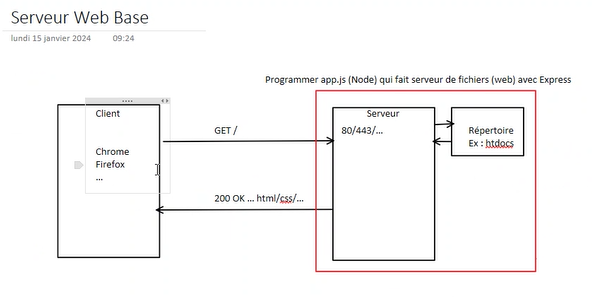 Serveur Web Base
lundi 15 janvier 2024 09:24
Programmer app.js (Node) qui fait serveur de fichiers (web) avec Express
Client
Chrome
Firefox
...
GET /
200 OK ... html/css/...
Serveur
80/443/...
Répertoire
Ex : htdocs